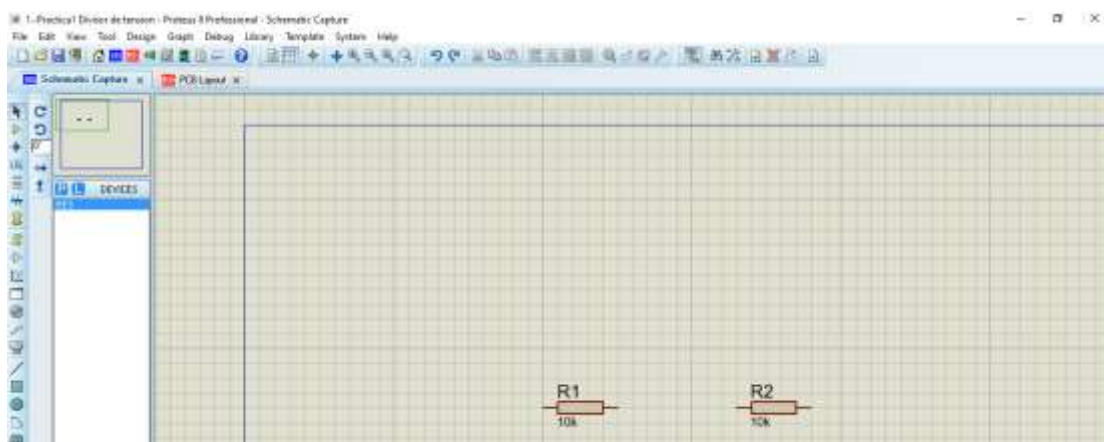 1-Practica1 Divisor de tension - Proteus 8 Professional - Schematic Capture
File Edit View Tool Design Graph Debug Library Template System Help
Schematic Capture PCB Layout
P L DEVICES
RES
R1 R2
10k 10k